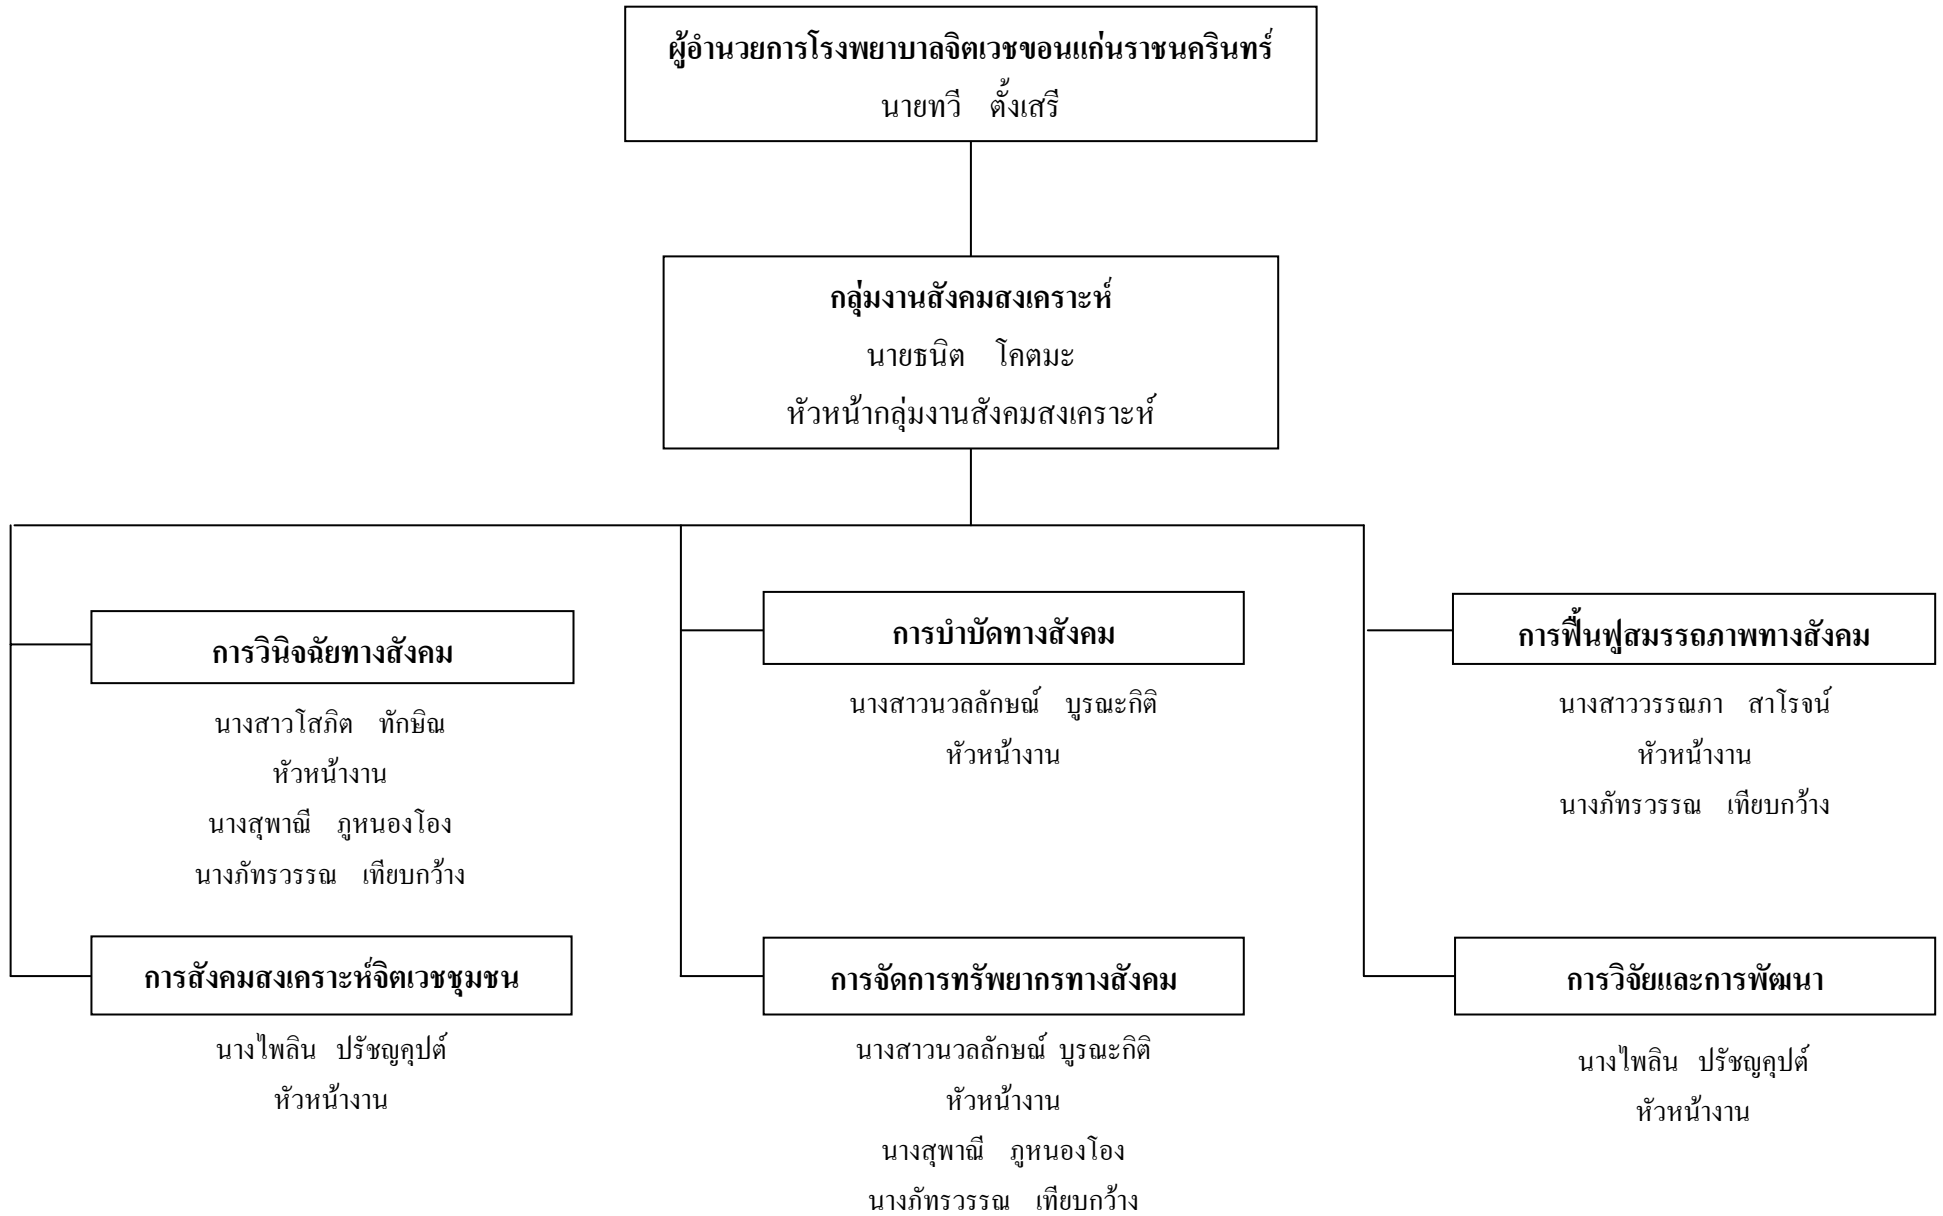 ผู้อำนวยการโรงพยาบาลจิตเวชขอนแก่นราชนครินทร์
นายทวี ตั้งเสรี
กลุ่มงานสังคมสงเคราะห์
นายธนิต โคตมะ
หัวหน้ากลุ่มงานสังคมสงเคราะห์
การวินิจฉัยทางสังคม
นางสาวโสภิต ทักษิณ
หัวหน้างาน
นางสุพาณี ภูหนองโอง
นางภัทรวรรณ เทียบกว้าง
การบำบัดทางสังคม
นางสาวนวลลักษณ์ บูรณะกิติ
หัวหน้างาน
การฟื้นฟูสมรรถภาพทางสังคม
นางสาววรรณภา สาโรจน์
หัวหน้างาน
นางภัทรวรรณ เทียบกว้าง
การสังคมสงเคราะห์จิตเวชชุมชน
นางไพลิน ปรัชญคุปต์
หัวหน้างาน
การจัดการทรัพยากรทางสังคม
นางสาวนวลลักษณ์ บูรณะกิติ
หัวหน้างาน
นางสุพาณี ภูหนองโอง
นางภัทรวรรณ เทียบกว้าง
การวิจัยและการพัฒนา
นางไพลิน ปรัชญคุปต์
หัวหน้างาน